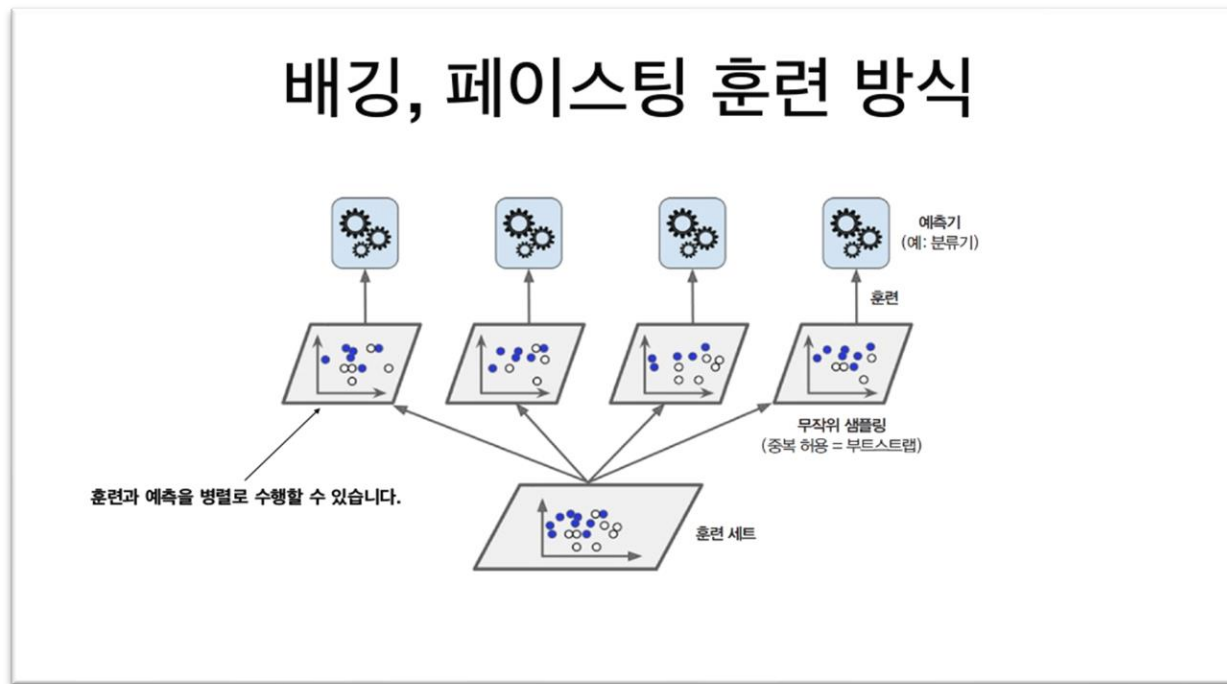 배깅, 페이스팅 훈련 방식
예측기
(예: 분류기)
훈련
무작위 샘플링
(중복 허용 = 부트스트랩)
훈련과 예측을 병렬로 수행할 수 있습니다.
훈련 세트